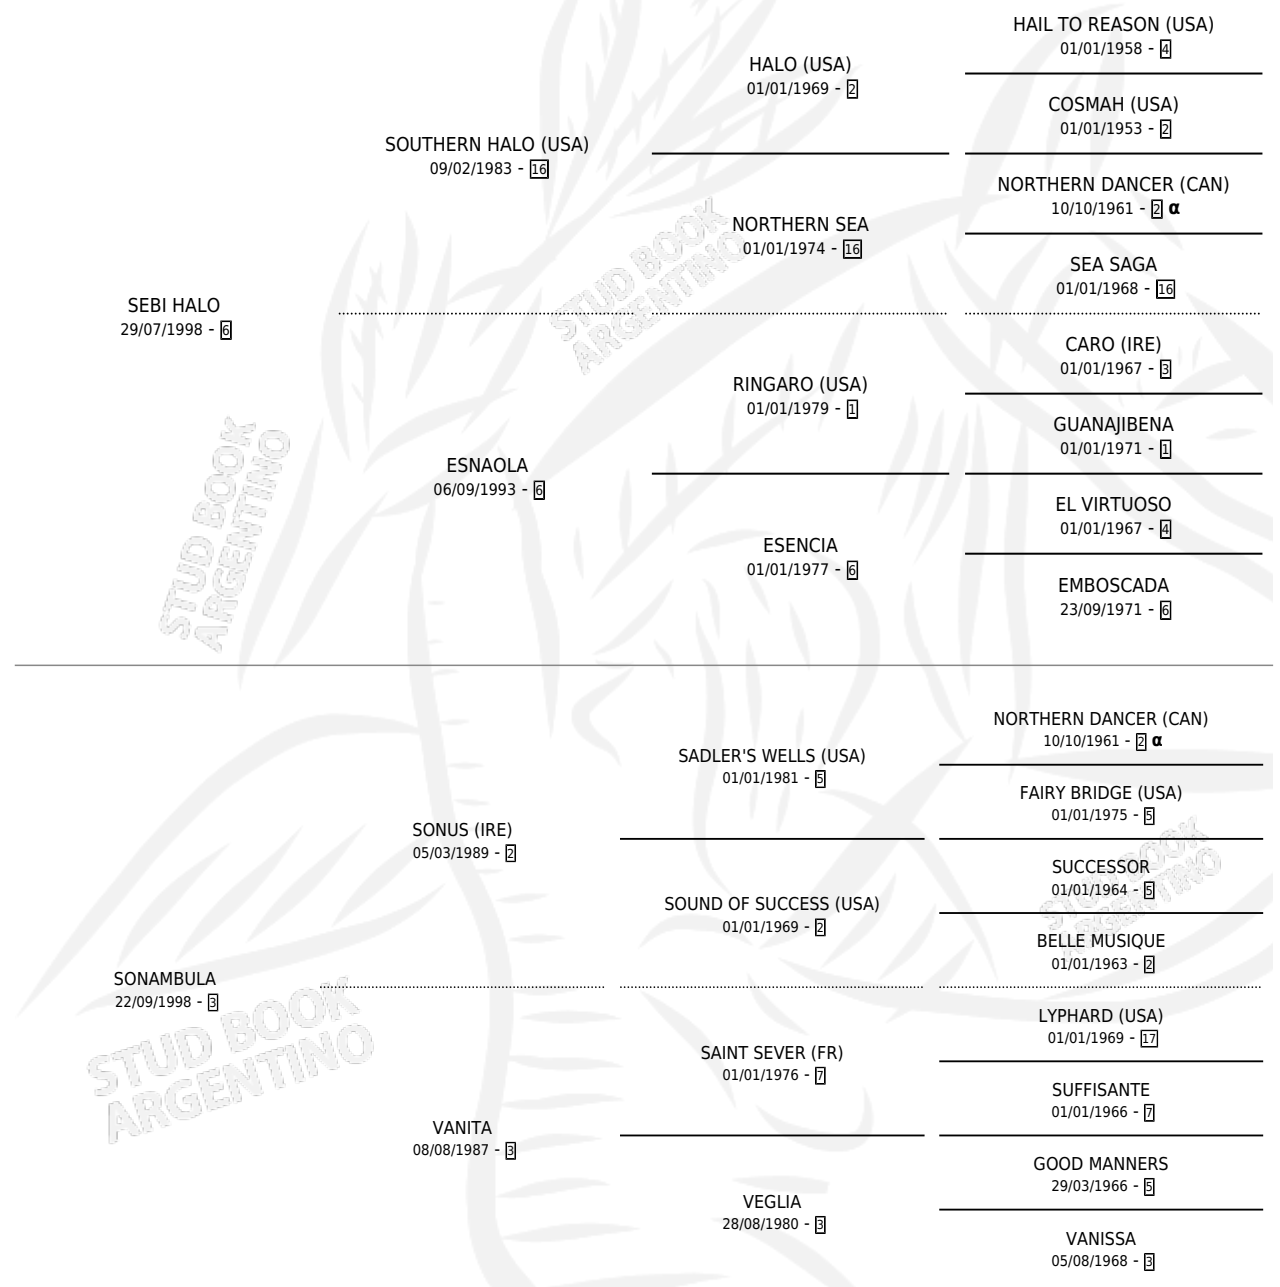 HAIL TO REASON (USA)
01/01/1958 - 4
HALO (USA)
01/01/1969 - 2
COSMAH (USA)
01/01/1953 - 2
SOUTHERN HALO (USA)
09/02/1983 - 16
NORTHERN DANCER (CAN)
10/10/1961 - 2 α
NORTHERN SEA
01/01/1974 - 16
SEA SAGA
01/01/1968 - 16
SEBI HALO
29/07/1998 - 6
CARO (IRE)
01/01/1967 - 3
RINGARO (USA)
01/01/1979 - 1
GUANAJIBENA
01/01/1971 - 1
ESNAOLA
06/09/1993 - 6
EL VIRTUOSO
01/01/1967 - 4
ESENCIA
01/01/1977 - 6
EMBOSCADA
23/09/1971 - 6
NORTHERN DANCER (CAN)
10/10/1961 - 2 α
SADLER'S WELLS (USA)
01/01/1981 - 5
FAIRY BRIDGE (USA)
01/01/1975 - 5
SONUS (IRE)
05/03/1989 - 2
SUCCESSOR
01/01/1964 - 5
SOUND OF SUCCESS (USA)
01/01/1969 - 2
BELLE MUSIQUE
01/01/1963 - 2
SONAMBULA
22/09/1998 - 3
LYPHARD (USA)
01/01/1969 - 17
SAINT SEVER (FR)
01/01/1976 - 7
SUFFISANTE
01/01/1966 - 7
VANITA
08/08/1987 - 3
GOOD MANNERS
29/03/1966 - 5
VEGLIA
28/08/1980 - 3
VANISSA
05/08/1968 - 3
STUD BOOK
ARGENTINO
STUD BOOK
ARGENTINO
STUD BOOK
ARGENTINO
STUD BOOK
ARGENTINO